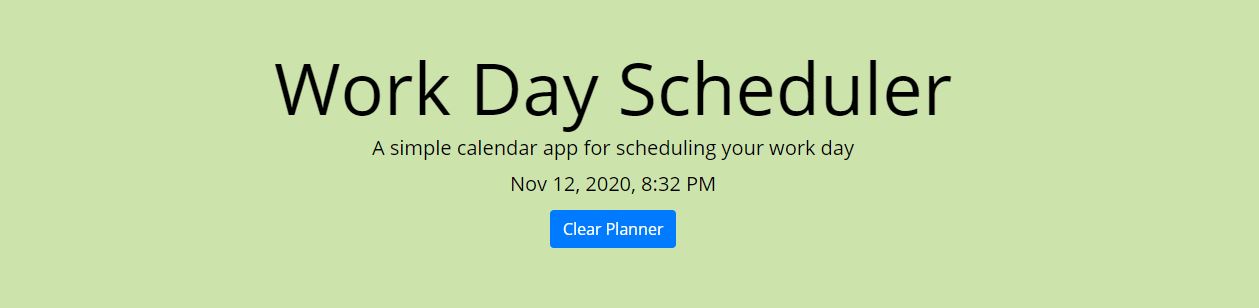 Work Day Scheduler
A simple calendar app for scheduling your work day
Nov 12, 2020, 8:32 PM
Clear Planner